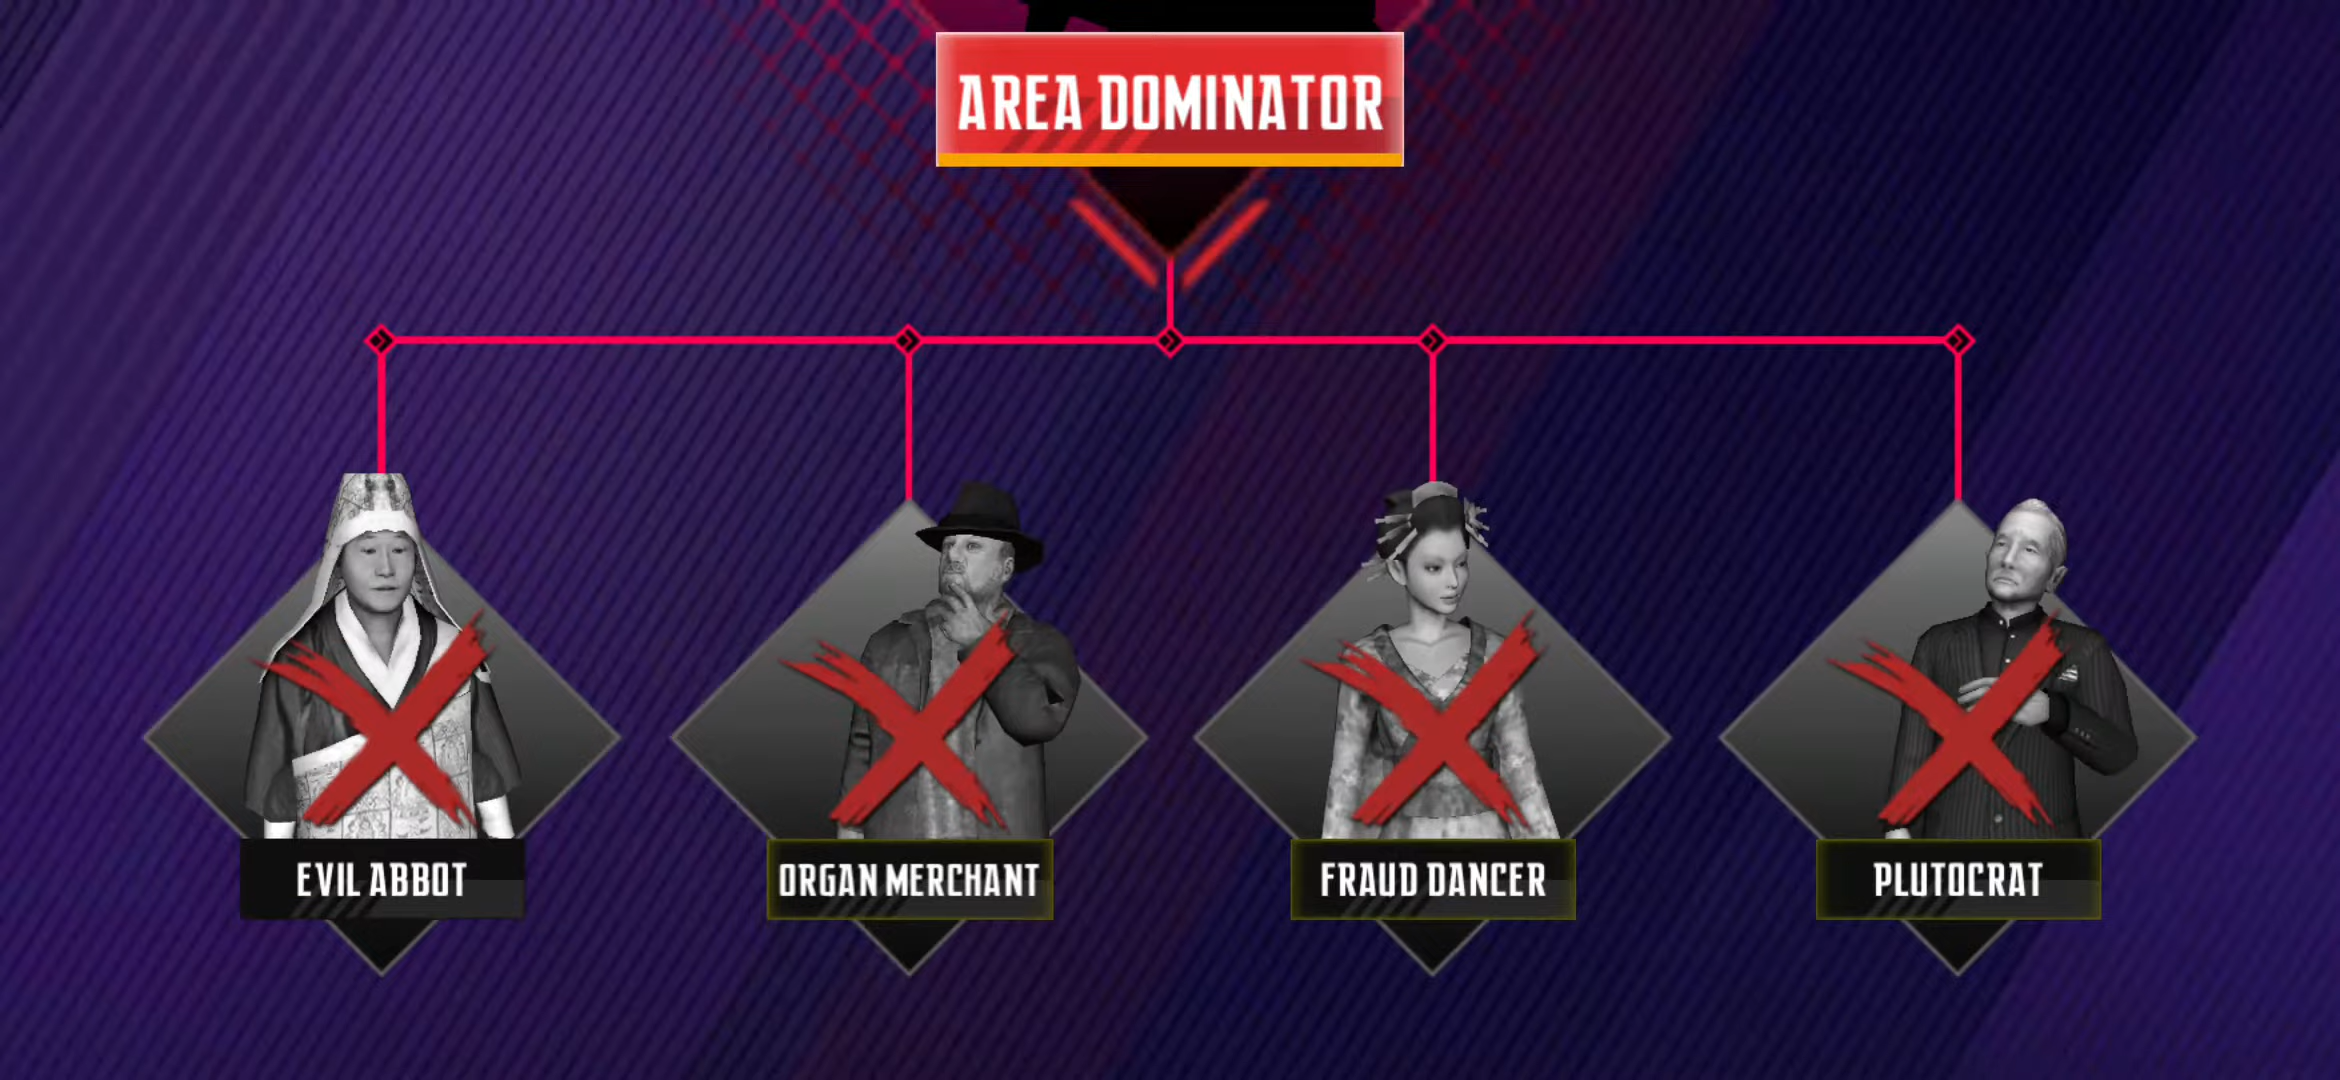 AREA DOMINATOR
EVIL ABBOT
ORGAN MERCHANT
FRAUD DANCER
PLUTOCRAT